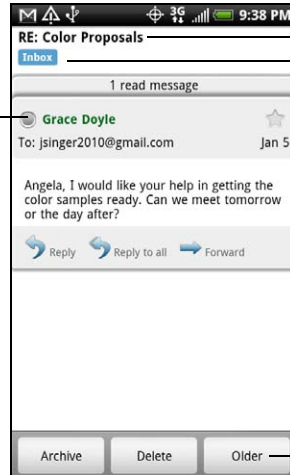 3G 9:38 PM
RE: Color Proposals
Inbox
1 read message
Grace Doyle
To: jsinger2010@gmail.com Jan 5
Angela, I would like your help in getting the
color samples ready. Can we meet tomorrow
or the day after?
Reply Reply to all Forward
Archive Delete Older